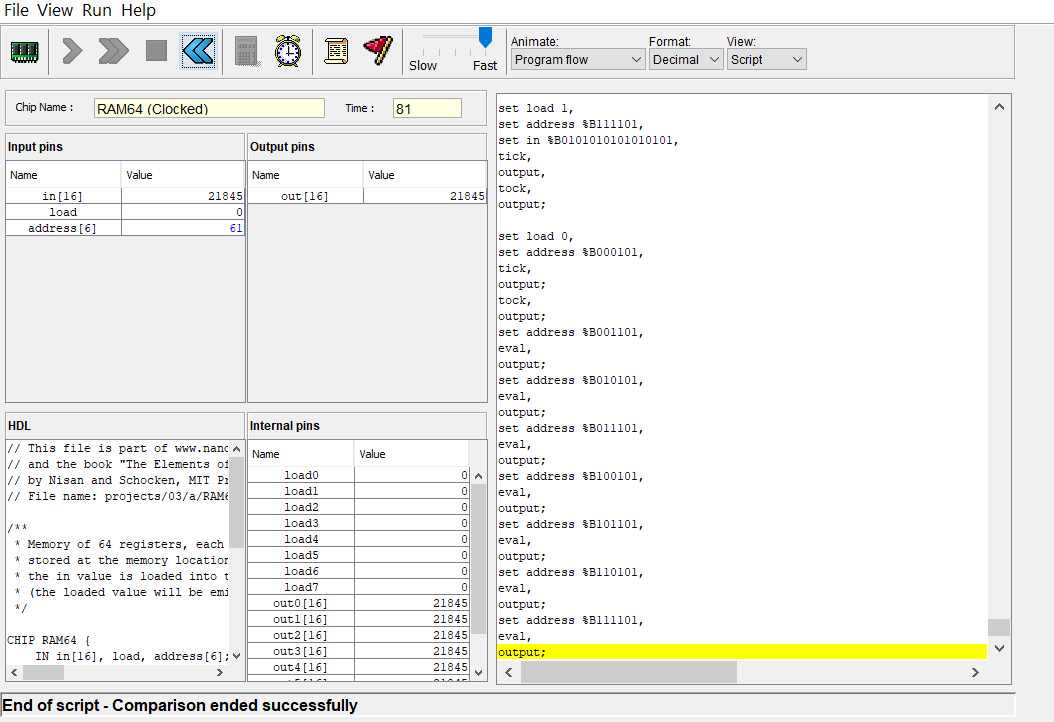 File View Run Help
Slow Fast
Animate:
Program flow
Format:
Decimal
View:
Script
Chip Name :
RAM64 (Clocked)
Time :
81
Input pins
Name Value
in[16] 21845
load 0
address[6] 61
Output pins
Name Value
out[16] 21845
HDL
// This file is part of www.nand
// and the book "The Elements of
// by Nisan and Schocken, MIT Pr
// File name: projects/03/a/RAM6
/**
* Memory of 64 registers, each
* stored at the memory location
* the in value is loaded into t
* (the loaded value will be emi
*/
CHIP RAM64 {
IN in[16], load, address[6];
Internal pins
Name Value
load0 0
load1 0
load2 0
load3 0
load4 0
load5 0
load6 0
load7 0
out0[16] 21845
out1[16] 21845
out2[16] 21845
out3[16] 21845
out4[16] 21845
set load 1,
set address %B111101,
set in %B0101010101010101,
tick,
output,
tock,
output;
set load 0,
set address %B000101,
tick,
output;
tock,
output;
set address %B001101,
eval,
output;
set address %B010101,
eval,
output;
set address %B011101,
eval,
output;
set address %B100101,
eval,
output;
set address %B101101,
eval,
output;
set address %B110101,
eval,
output;
set address %B111101,
eval,
output;
End of script - Comparison ended successfully